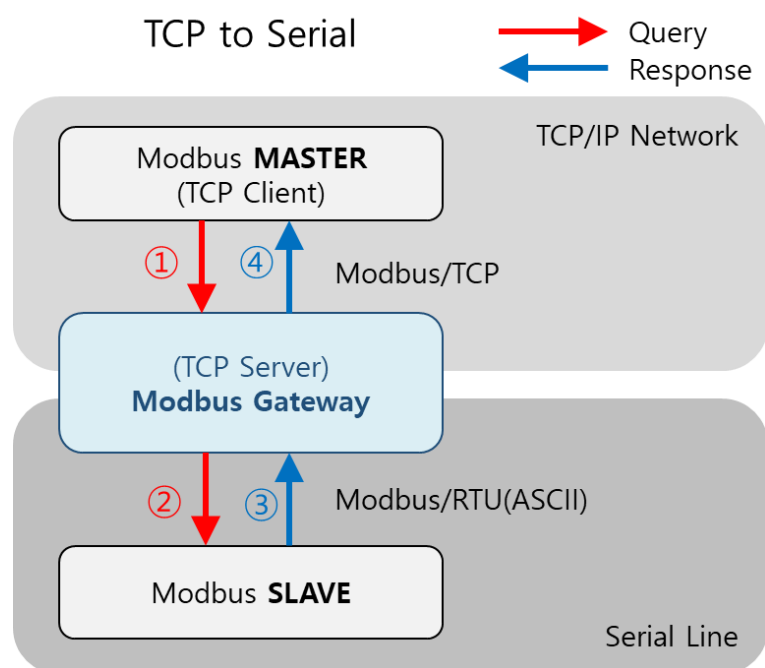 TCP to Serial
Query
Response
TCP/IP Network
Modbus MASTER
(TCP Client)
① ④
Modbus/TCP
(TCP Server)
Modbus Gateway
② ③
Modbus/RTU(ASCII)
Modbus SLAVE
Serial Line